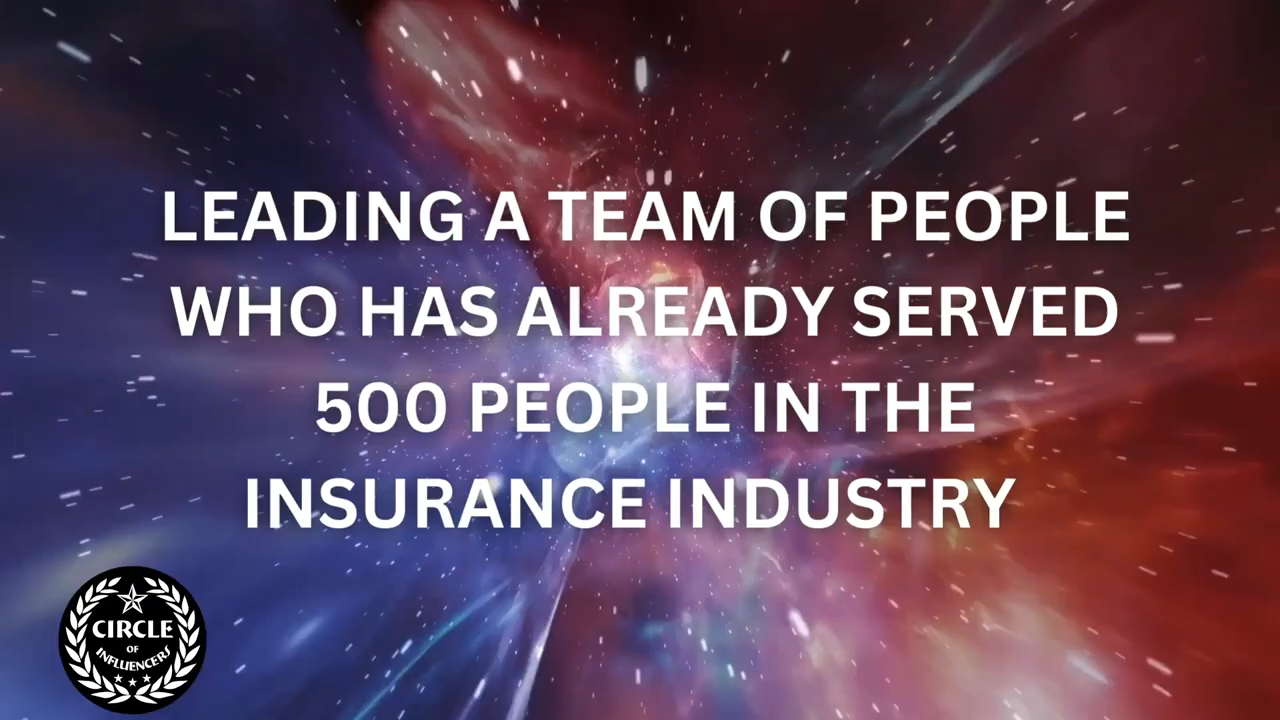 LEADING A TEAM OF PEOPLE
WHO HAS ALREADY SERVED
500 PEOPLE IN THE
INSURANCE INDUSTRY
CIRCLE
OF
INFLUENCERS